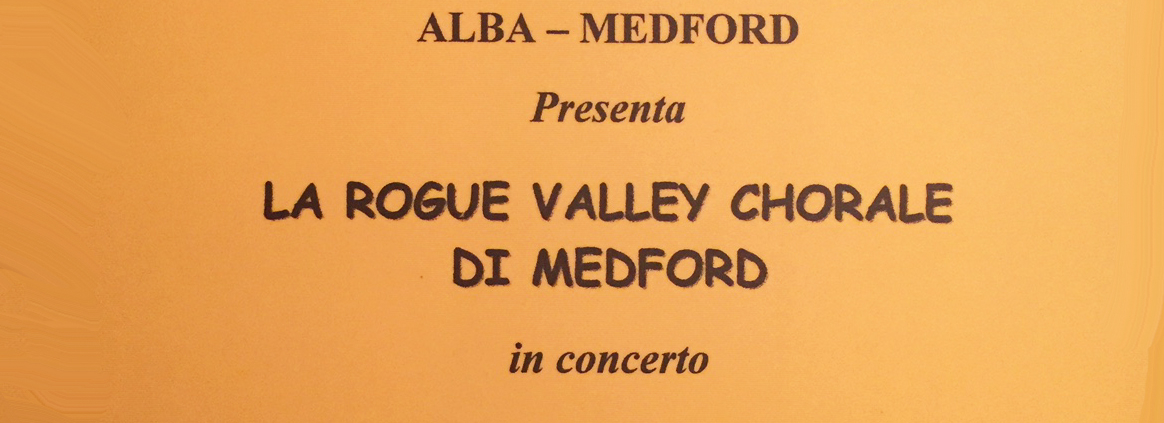 ALBA – MEDFORD
Presenta
LA ROGUE VALLEY CHORALE
DI MEDFORD
in concerto